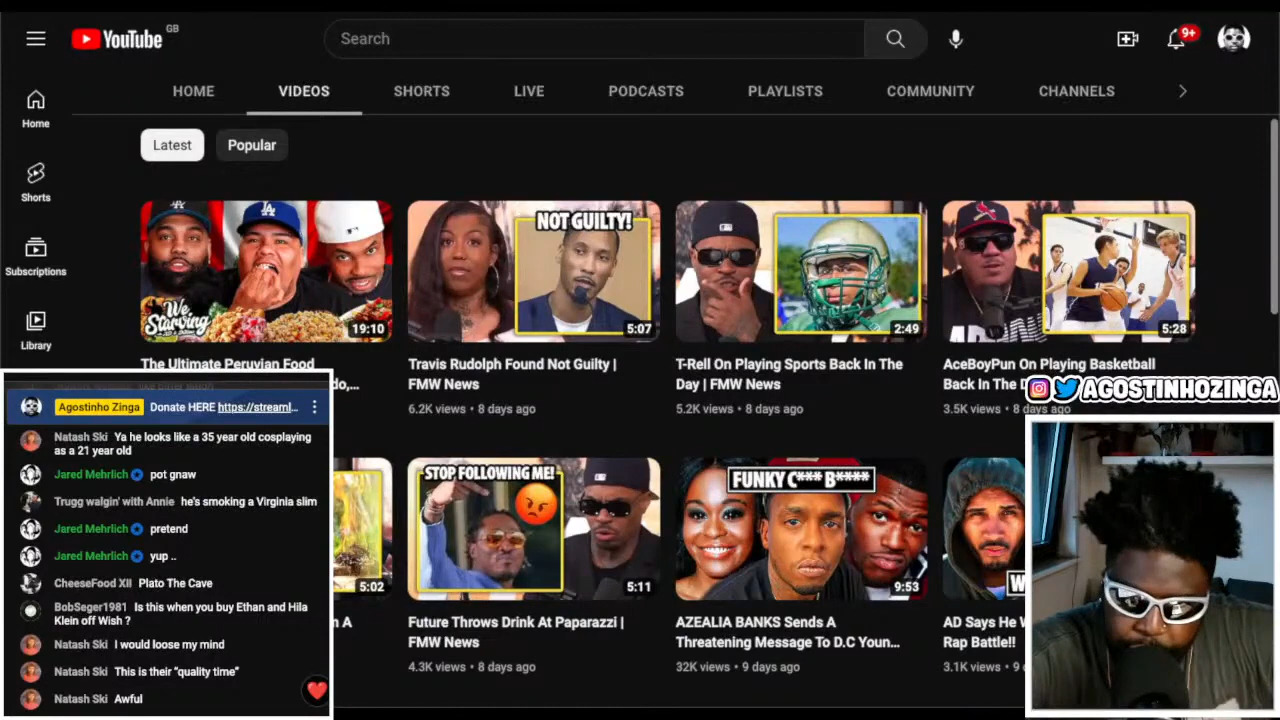 YouTube GB
Search
9+
HOME VIDEOS SHORTS LIVE PODCASTS PLAYLISTS COMMUNITY CHANNELS
Home
Shorts
Subscriptions
Library
Latest Popular
We
Starving
19:10
The Ultimate Peruvian Food
NOT GUILTY!
5:07
Travis Rudolph Found Not Guilty |
FMW News
6.2K views • 8 days ago
2:49
T-Rell On Playing Sports Back In The
Day | FMW News
5.2K views • 8 days ago
5:28
AceBoyPun On Playing Basketball
Back In The
3.5K views • 8 days ago
AGOSTINHOZINGA
5:02
STOP FOLLOWING ME!
5:11
Future Throws Drink At Paparazzi |
FMW News
4.3K views • 8 days ago
FUNKY C*** B****
9:53
AZEALIA BANKS Sends A
Threatening Message To D.C Youn...
32K views • 9 days ago
AD Says He W
Rap Battle!!
3.1K views • 9
Agostinho Zinga Donate HERE https://streaml...
Natash Ski Ya he looks like a 35 year old cosplaying
as a 21 year old
Jared Mehrlich pot gnaw
Trugg walgin' with Annie he's smoking a Virginia slim
Jared Mehrlich pretend
Jared Mehrlich yup ..
CheeseFood XII Plato The Cave
BobSeger1981 Is this when you buy Ethan and Hila
Klein off Wish ?
Natash Ski I would loose my mind
Natash Ski This is their “quality time”
Natash Ski Awful